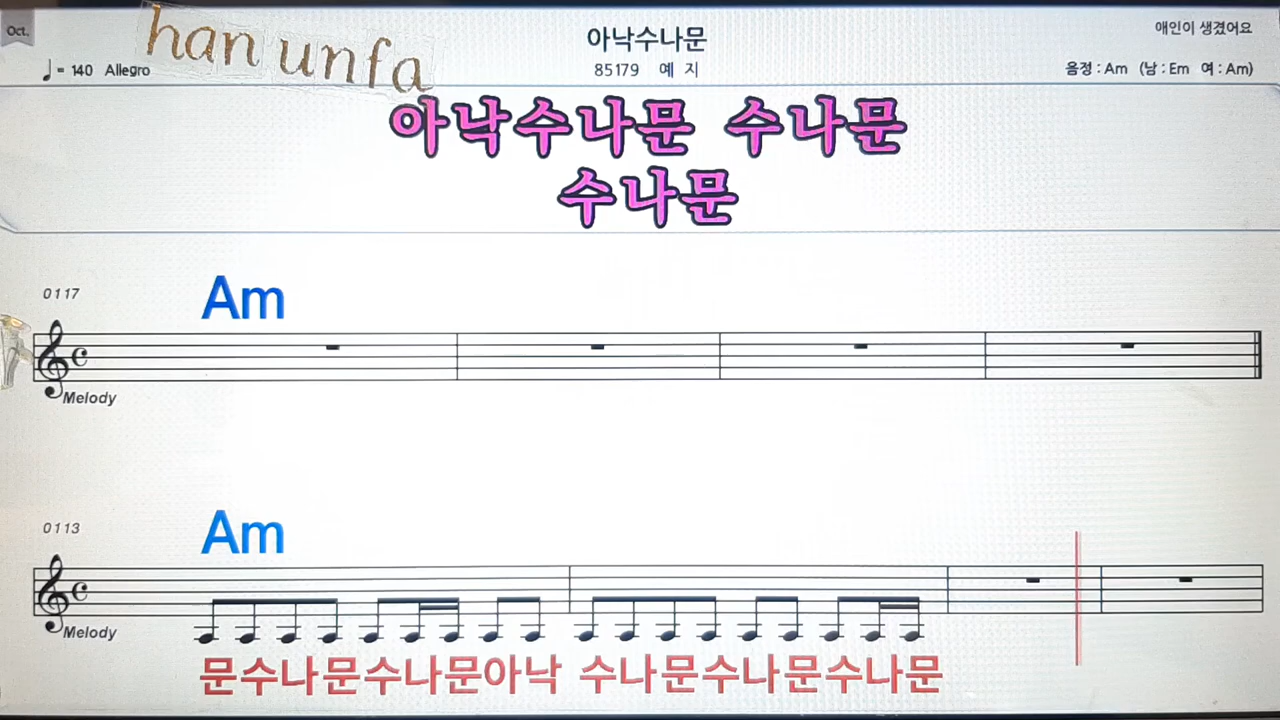 Oct.
han unfa
아낙수나문
애인이 생겼어요
♩= 140 Allegro
85179 예 지
음정 : Am (남 : Em 여 : Am)
아낙수나문 수나문
수나문
0117
Am
Melody
0113
Am
Melody
문수나문수나문아낙 수나문수나문수나문